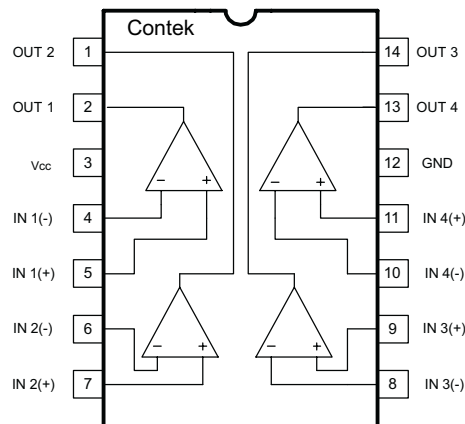 Contek
OUT 2 1 14 OUT 3
OUT 1 2 13 OUT 4
Vcc 3 12 GND
- + - +
IN 1(-) 4 11 IN 4(+)
IN 1(+) 5 10 IN 4(-)
IN 2(-) 6 9 IN 3(+)
- + - +
IN 2(+) 7 8 IN 3(-)